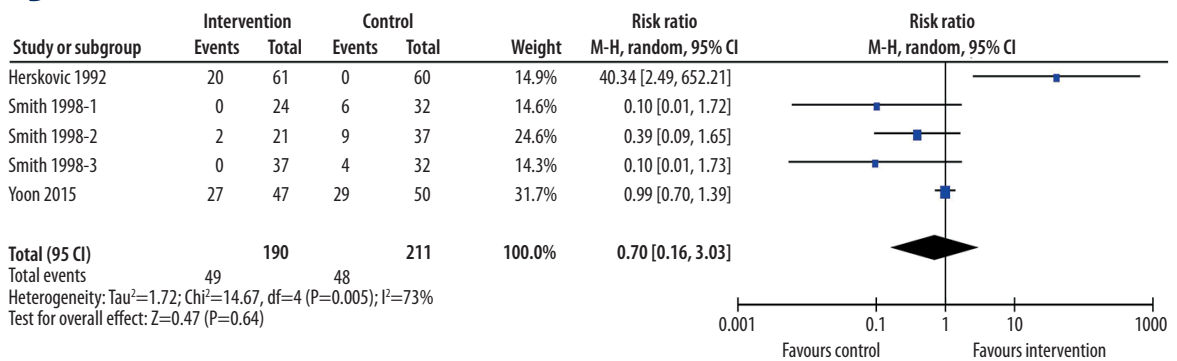 Intervention Control Risk ratio Risk ratio
Study or subgroup Events Total Events Total Weight M-H, random, 95% CI M-H, random, 95% CI
Herskovic 1992 20 61 0 60 14.9% 40.34 [2.49, 652.21]
Smith 1998-1 0 24 6 32 14.6% 0.10 [0.01, 1.72]
Smith 1998-2 2 21 9 37 24.6% 0.39 [0.09, 1.65]
Smith 1998-3 0 37 4 32 14.3% 0.10 [0.01, 1.73]
Yoon 2015 27 47 29 50 31.7% 0.99 [0.70, 1.39]
Total (95 CI) 190 211 100.0% 0.70 [0.16, 3.03]
Total events 49 48
Heterogeneity: Tau²=1.72; Chi²=14.67, df=4 (P=0.005); I²=73%
Test for overall effect: Z=0.47 (P=0.64)
0.001 0.1 1 10 1000
Favours control Favours intervention